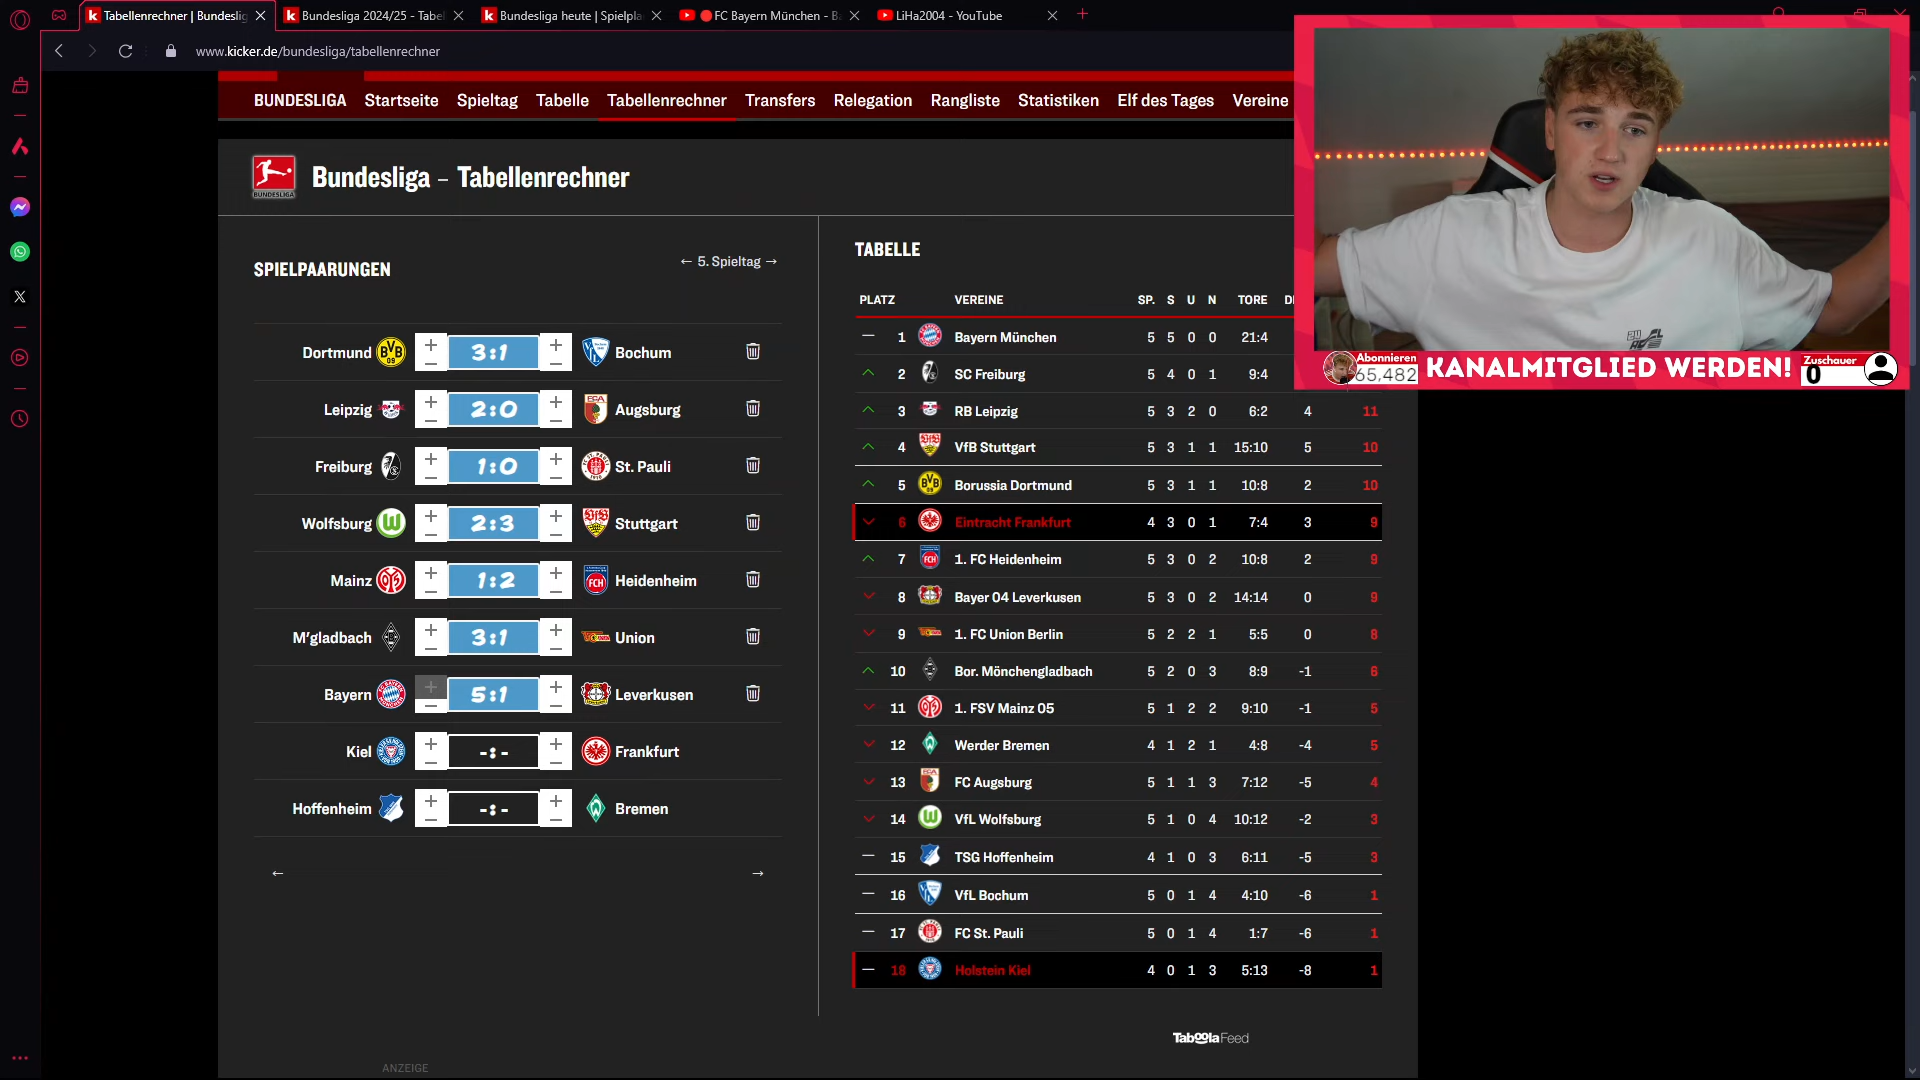 Tabellenrechner | Bundeslig
Bundesliga 2024/25 - Tabel
Bundesliga heute | Spielpla
FC Bayern München - B
LiHa2004 - YouTube
www.kicker.de/bundesliga/tabellenrechner
BUNDESLIGA Startseite Spieltag Tabelle Tabellenrechner Transfers Relegation Rangliste Statistiken Elf des Tages Vereine
BUNDESLIGA
Bundesliga – Tabellenrechner
SPIELPAARUNGEN
← 5. Spieltag →
Dortmund + − 3:1 + − Bochum
Leipzig + − 2:0 + − Augsburg
Freiburg + − 1:0 + − St. Pauli
Wolfsburg + − 2:3 + − Stuttgart
Mainz + − 1:2 + − Heidenheim
M'gladbach + − 3:1 + − Union
Bayern + − 5:1 + − Leverkusen
Kiel + − -:- + − Frankfurt
Hoffenheim + − -:- + − Bremen
← →
TABELLE
PLATZ VEREINE SP. S U N TORE DI
1 Bayern München 5 5 0 0 21:4
2 SC Freiburg 5 4 0 1 9:4
3 RB Leipzig 5 3 2 0 6:2 4 11
4 VfB Stuttgart 5 3 1 1 15:10 5 10
5 Borussia Dortmund 5 3 1 1 10:8 2 10
6 Eintracht Frankfurt 4 3 0 1 7:4 3 9
7 1. FC Heidenheim 5 3 0 2 10:8 2 9
8 Bayer 04 Leverkusen 5 3 0 2 14:14 0 9
9 1. FC Union Berlin 5 2 2 1 5:5 0 8
10 Bor. Mönchengladbach 5 2 0 3 8:9 -1 6
11 1. FSV Mainz 05 5 1 2 2 9:10 -1 5
12 Werder Bremen 4 1 2 1 4:8 -4 5
13 FC Augsburg 5 1 1 3 7:12 -5 4
14 VfL Wolfsburg 5 1 0 4 10:12 -2 3
15 TSG Hoffenheim 4 1 0 3 6:11 -5 3
16 VfL Bochum 5 0 1 4 4:10 -6 1
17 FC St. Pauli 5 0 1 4 1:7 -6 1
18 Holstein Kiel 4 0 1 3 5:13 -8 1
Taboola Feed
ANZEIGE
Abonnieren
65,482
KANALMITGLIED WERDEN!
Zuschauer
0